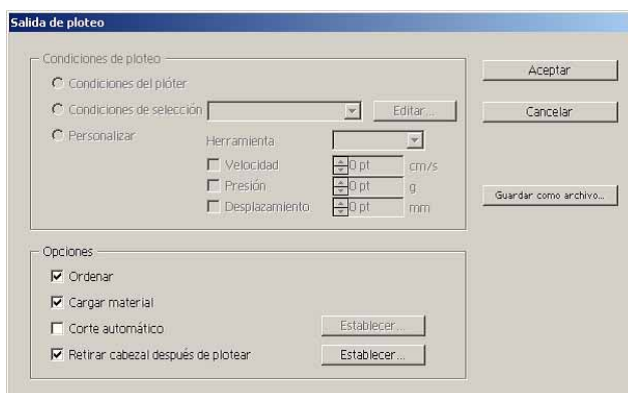 Salida de ploteo
Condiciones de ploteo
Condiciones del plóter
Condiciones de selección
Editar...
Personalizar
Herramienta
Velocidad
0 pt
cm/s
Presión
0 pt
g
Desplazamiento
0 pt
mm
Aceptar
Cancelar
Guardar como archivo...
Opciones
Ordenar
Cargar material
Corte automático
Establecer...
Retirar cabezal después de plotear
Establecer...